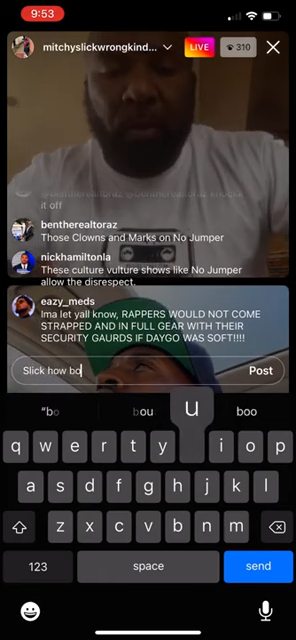 9:53
mitchyslickwrongkind...
LIVE
310
it off
bentherealtoraz
Those Clowns and Marks on No Jumper
nickhamiltonla
These culture vulture shows like No Jumper
allow the disrespect.
eazy_meds
Ima let yall know, RAPPERS WOULD NOT COME
STRAPPED AND IN FULL GEAR WITH THEIR
SECURITY GAURDS IF DAYGO WAS SOFT!!!!
Slick how bo
Post
"bo
bou
u
boo
q w e r t y i o p
a s d f g h j k l
z x c v b n m
123
space
send